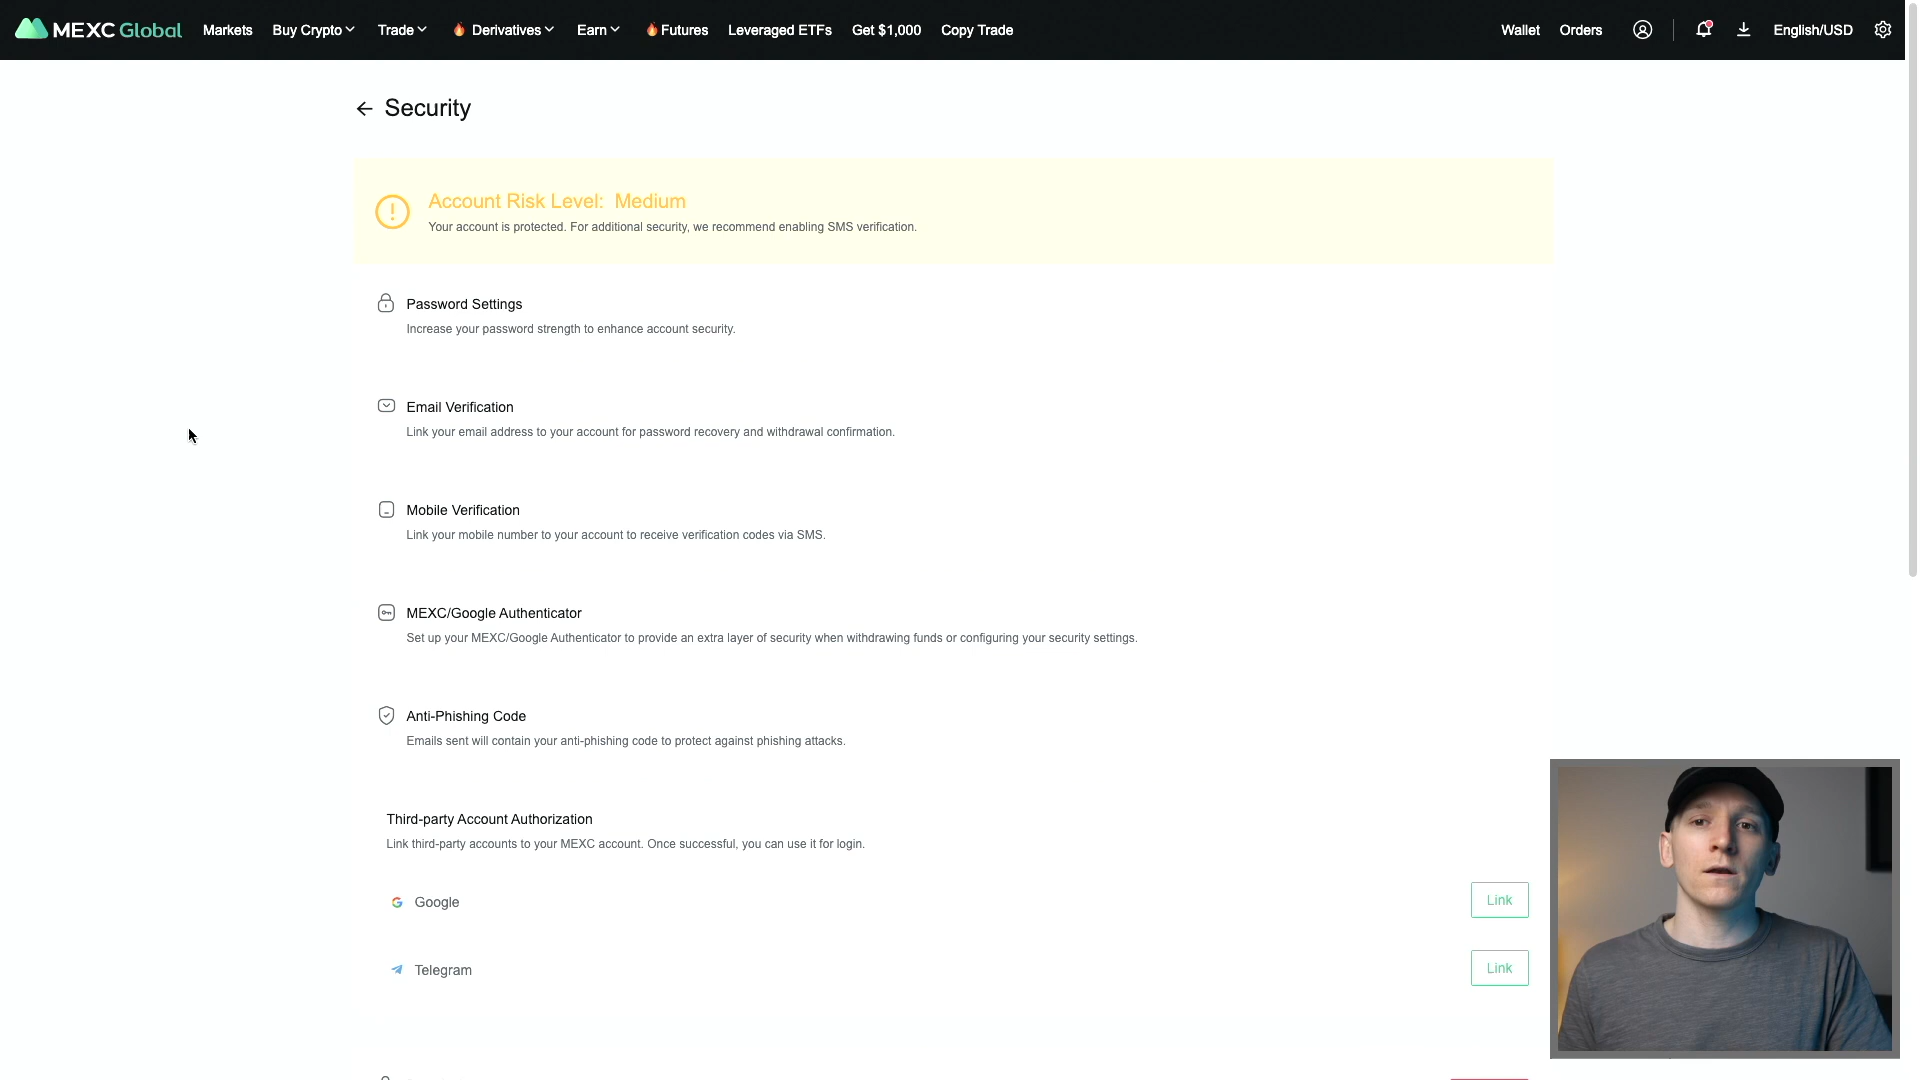 MEXC Global Markets Buy Crypto Trade Derivatives Earn Futures Leveraged ETFs Get $1,000 Copy Trade Wallet Orders English/USD
Security
Account Risk Level: Medium
Your account is protected. For additional security, we recommend enabling SMS verification.
Password Settings
Increase your password strength to enhance account security.
Email Verification
Link your email address to your account for password recovery and withdrawal confirmation.
Mobile Verification
Link your mobile number to your account to receive verification codes via SMS.
MEXC/Google Authenticator
Set up your MEXC/Google Authenticator to provide an extra layer of security when withdrawing funds or configuring your security settings.
Anti-Phishing Code
Emails sent will contain your anti-phishing code to protect against phishing attacks.
Third-party Account Authorization
Link third-party accounts to your MEXC account. Once successful, you can use it for login.
Google Link
Telegram Link